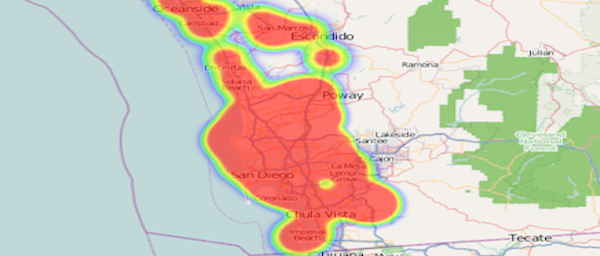 Oceanside
Vista
Carlsbad
San Marcos
Escondido
Encinitas
Solana
Beach
Poway
Ramona
Julian
Lakeside
Santee
El Cajon
La Mesa
Lemon
Grove
San Diego
Coronado
Chula Vista
Imperial
Beach
Tijuana
Tecate
Cleveland
National
Forest